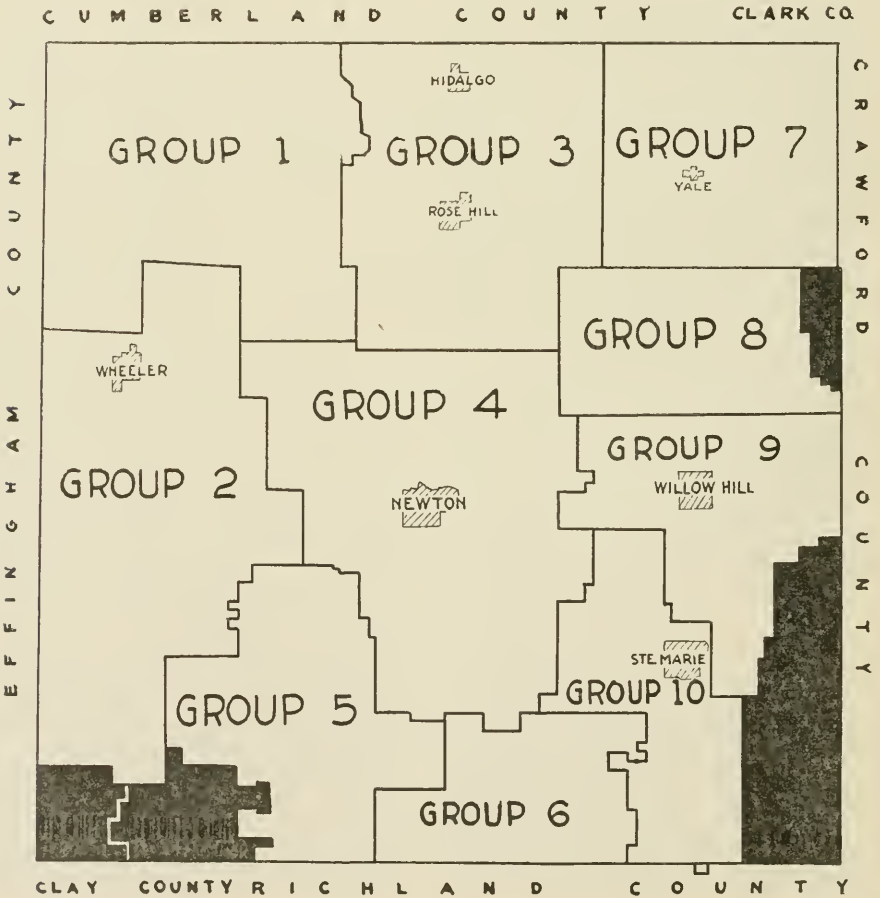 CUMBERLAND COUNTY CLARK CO.
HIDALGO
GROUP 1
GROUP 3
GROUP 7
YALE
ROSE HILL
EFFINGHAM COUNTY
CRAWFORD COUNTY
GROUP 8
WHEELER
GROUP 4
GROUP 9
GROUP 2
WILLOW HILL
NEWTON
STE MARIE
GROUP 10
GROUP 5
GROUP 6
CLAY COUNTY RICHLAND COUNTY